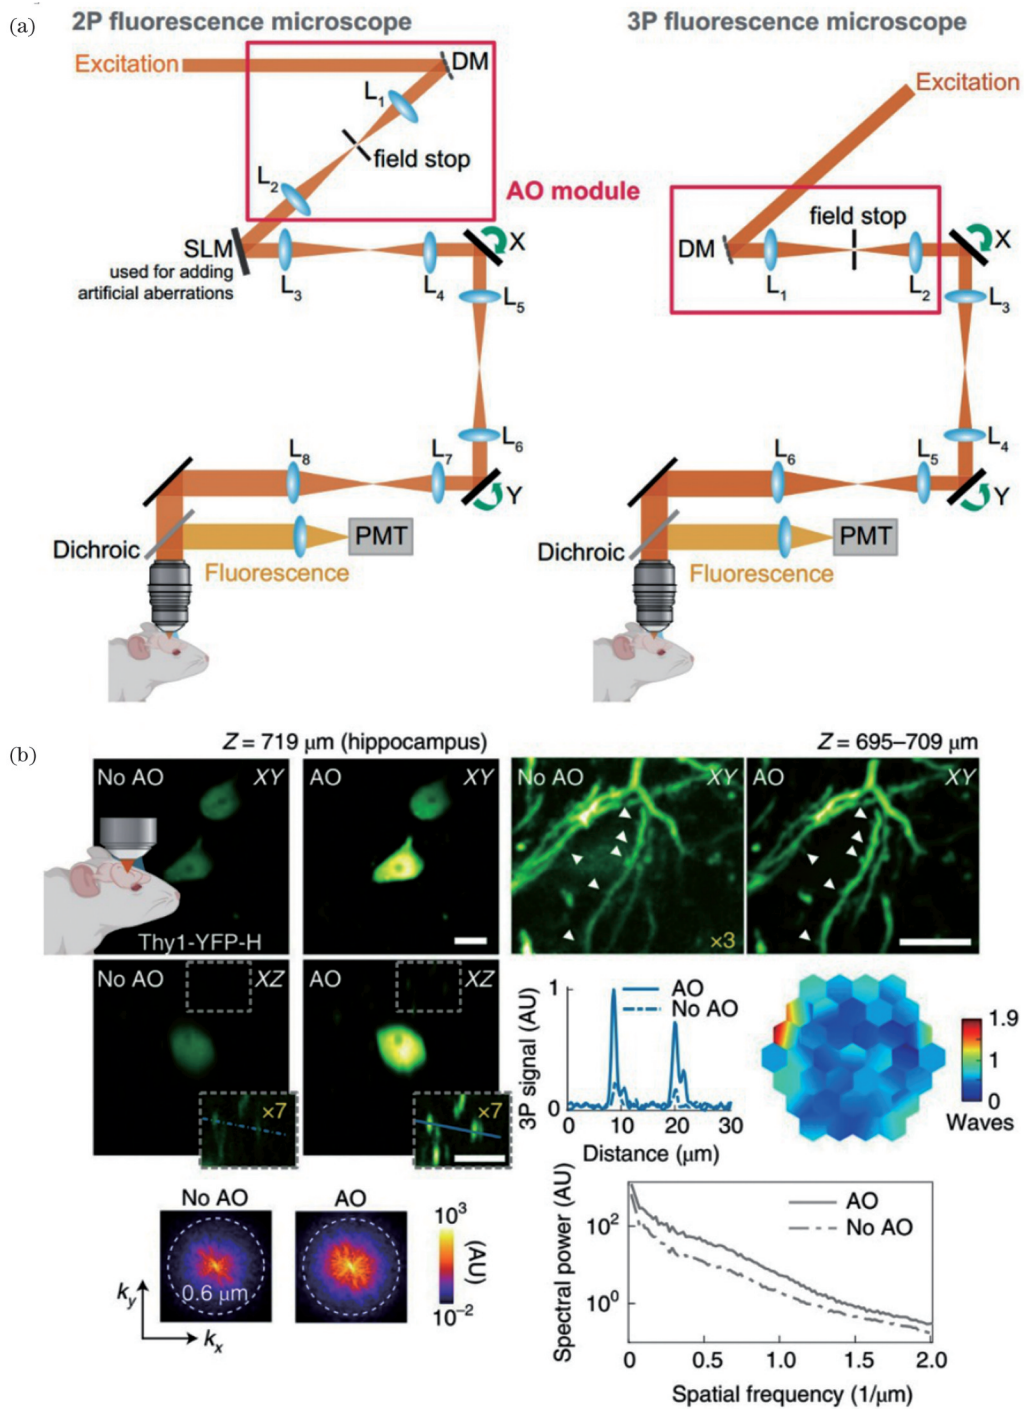 (a)
2P fluorescence microscope
3P fluorescence microscope
Excitation
DM
L1
field stop
L2
AO module
SLM
used for adding
artificial aberrations
L3
L4
X
L5
L6
L8
L7
Y
Dichroic
PMT
Fluorescence
Excitation
field stop
DM
L1
L2
X
L3
L4
L6
L5
Y
Dichroic
PMT
Fluorescence
(b)
Z = 719 μm (hippocampus)
Z = 695–709 μm
No AO XY
AO XY
No AO XY
AO XY
Thy1-YFP-H
×3
No AO XZ
AO XZ
×7
×7
3P signal (AU)
1
0
AO
No AO
0 10 20 30
Distance (μm)
1.9
1
0
Waves
No AO
AO
0.6 μm
10³
(AU)
10⁻²
ky
kx
Spectral power (AU)
10²
10⁰
AO
No AO
0 0.5 1.0 1.5 2.0
Spatial frequency (1/μm)